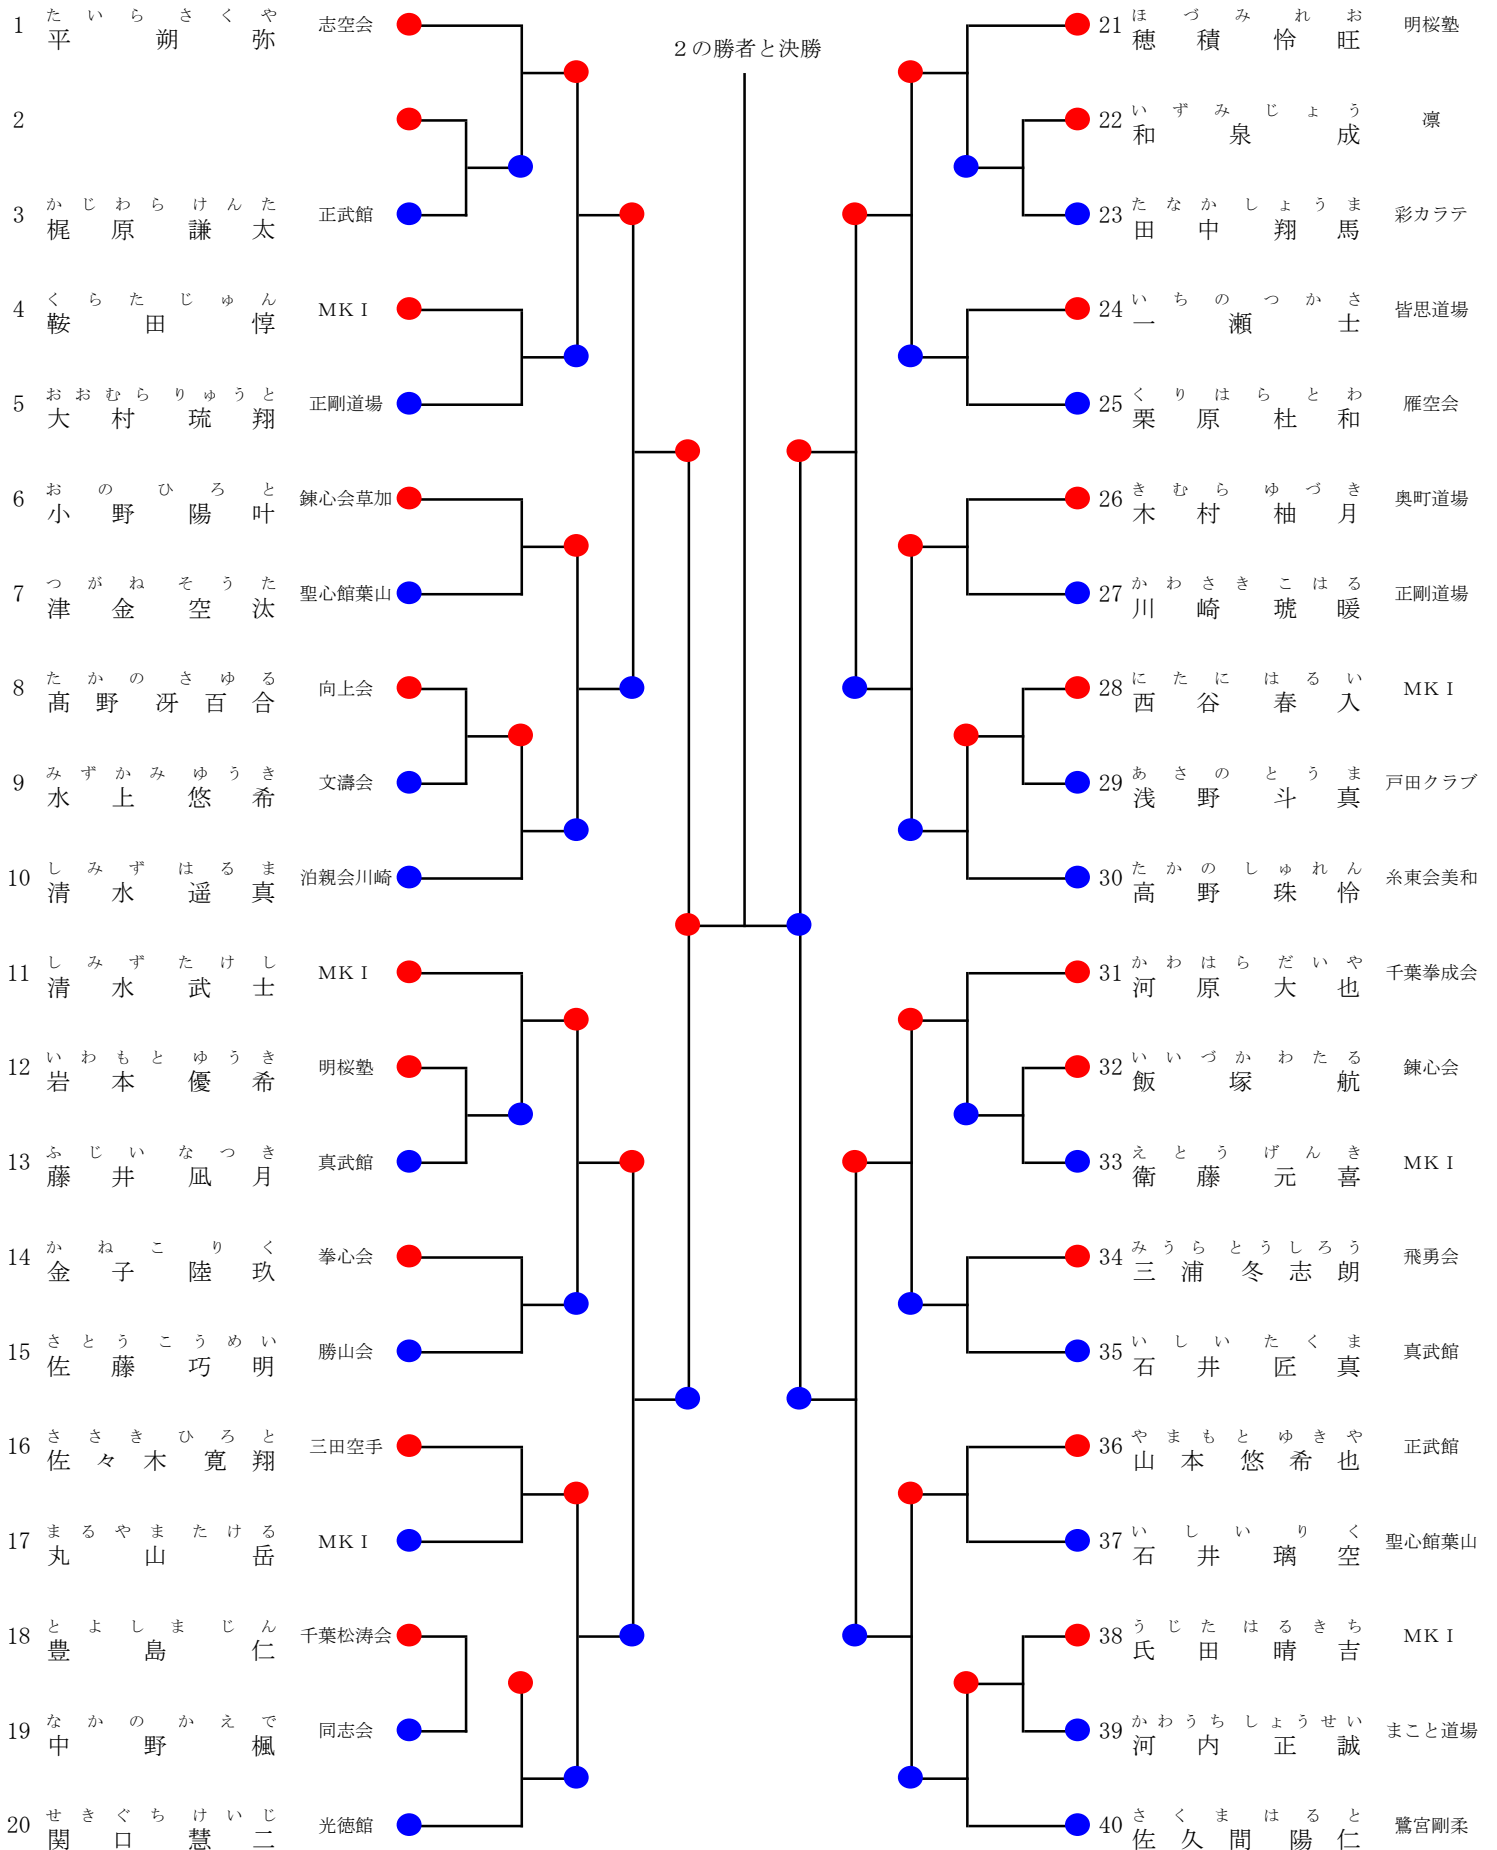 2の勝者と決勝
1 たいらさくや
平朔弥 志空会
2
3 かじわらけんた
梶原謙太 正武館
4 くらたじゅん
鞍田惇 MKI
5 おおむらりゅうと
大村琉翔 正剛道場
6 おのひろと
小野陽叶 錬心会草加
7 つがねそうた
津金空汰 聖心館葉山
8 たかのさゆる
髙野冴百合 向上会
9 みずかみゆうき
水上悠希 文濤会
10 しみずはるま
清水遥真 泊親会川崎
11 しみずたけし
清水武士 MKI
12 いわもとゆうき
岩本優希 明桜塾
13 ふじいなつき
藤井凪月 真武館
14 かねこりく
金子陸玖 拳心会
15 さとうこうめい
佐藤巧明 勝山会
16 ささきひろと
佐々木寛翔 三田空手
17 まるやまたける
丸山岳 MKI
18 とよしまじん
豊島仁 千葉松涛会
19 なかのかえで
中野楓 同志会
20 せきぐちけいじ
関口慧二 光徳館
21 ほづみれお
穂積怜旺 明桜塾
22 いずみじょう
和泉成 凛
23 たなかしょうま
田中翔馬 彩カラテ
24 いちのつかさ
一瀬士 皆思道場
25 くりはらとわ
栗原杜和 雁空会
26 きむらゆづき
木村柚月 奥町道場
27 かわさきこはる
川崎琥暖 正剛道場
28 にたにはるい
西谷春入 MKI
29 あさのとうま
浅野斗真 戸田クラブ
30 たかのしゅれん
高野珠怜 糸東会美和
31 かわはらだいや
河原大也 千葉拳成会
32 いいづかわたる
飯塚航 錬心会
33 えとうげんき
衛藤元喜 MKI
34 みうらとうしろう
三浦冬志朗 飛勇会
35 いしいたくま
石井匠真 真武館
36 やまもとゆきや
山本悠希也 正武館
37 いしいりく
石井璃空 聖心館葉山
38 うじたはるきち
氏田晴吉 MKI
39 かわうちしょうせい
河内正誠 まこと道場
40 さくまはると
佐久間陽仁 鷺宮剛柔